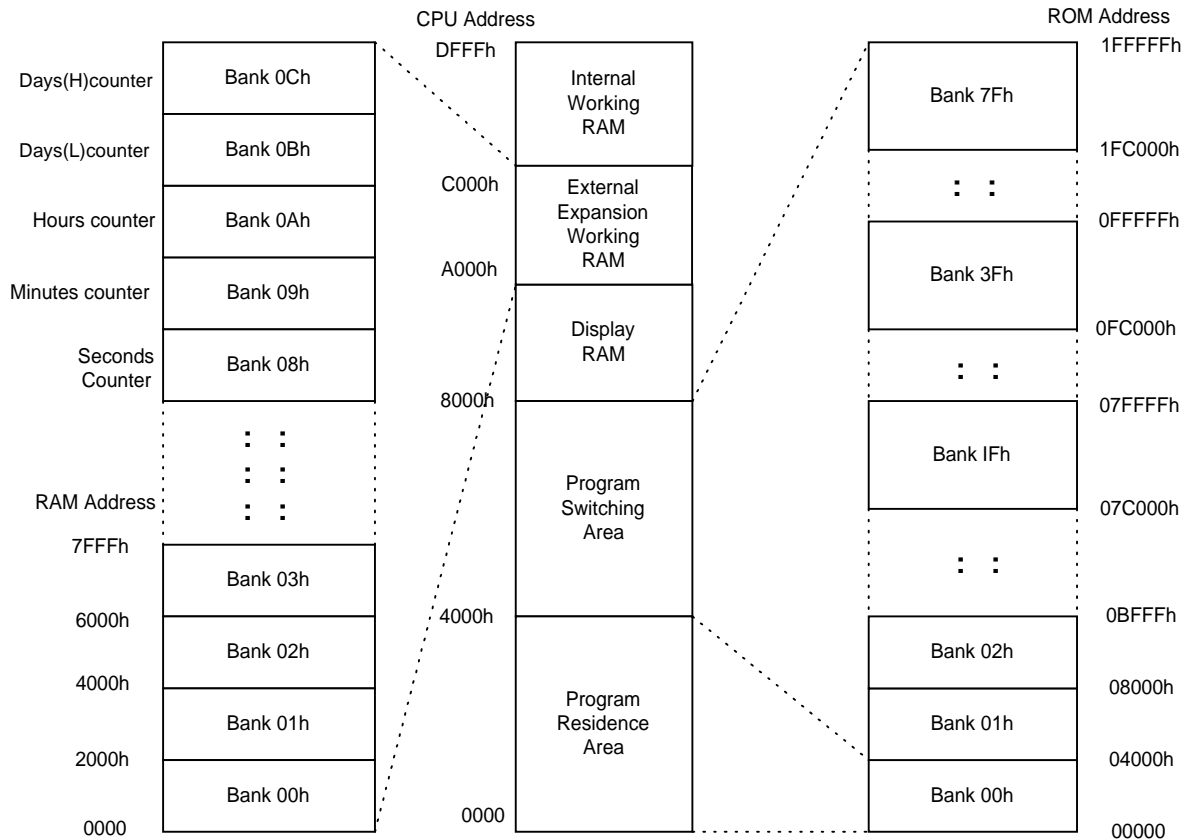 CPU Address
ROM Address
Days(H)counter
Bank 0Ch
Days(L)counter
Bank 0Bh
Hours counter
Bank 0Ah
Minutes counter
Bank 09h
Seconds
Counter
Bank 08h
: :
: :
: :
RAM Address
7FFFh
Bank 03h
6000h
Bank 02h
4000h
Bank 01h
2000h
Bank 00h
0000
DFFFh
Internal
Working
RAM
C000h
External
Expansion
Working
RAM
A000h
Display
RAM
8000h
Program
Switching
Area
4000h
Program
Residence
Area
0000
1FFFFFh
Bank 7Fh
1FC000h
: :
0FFFFFh
Bank 3Fh
0FC000h
: :
07FFFFh
Bank IFh
07C000h
: :
0BFFFh
Bank 02h
08000h
Bank 01h
04000h
Bank 00h
00000